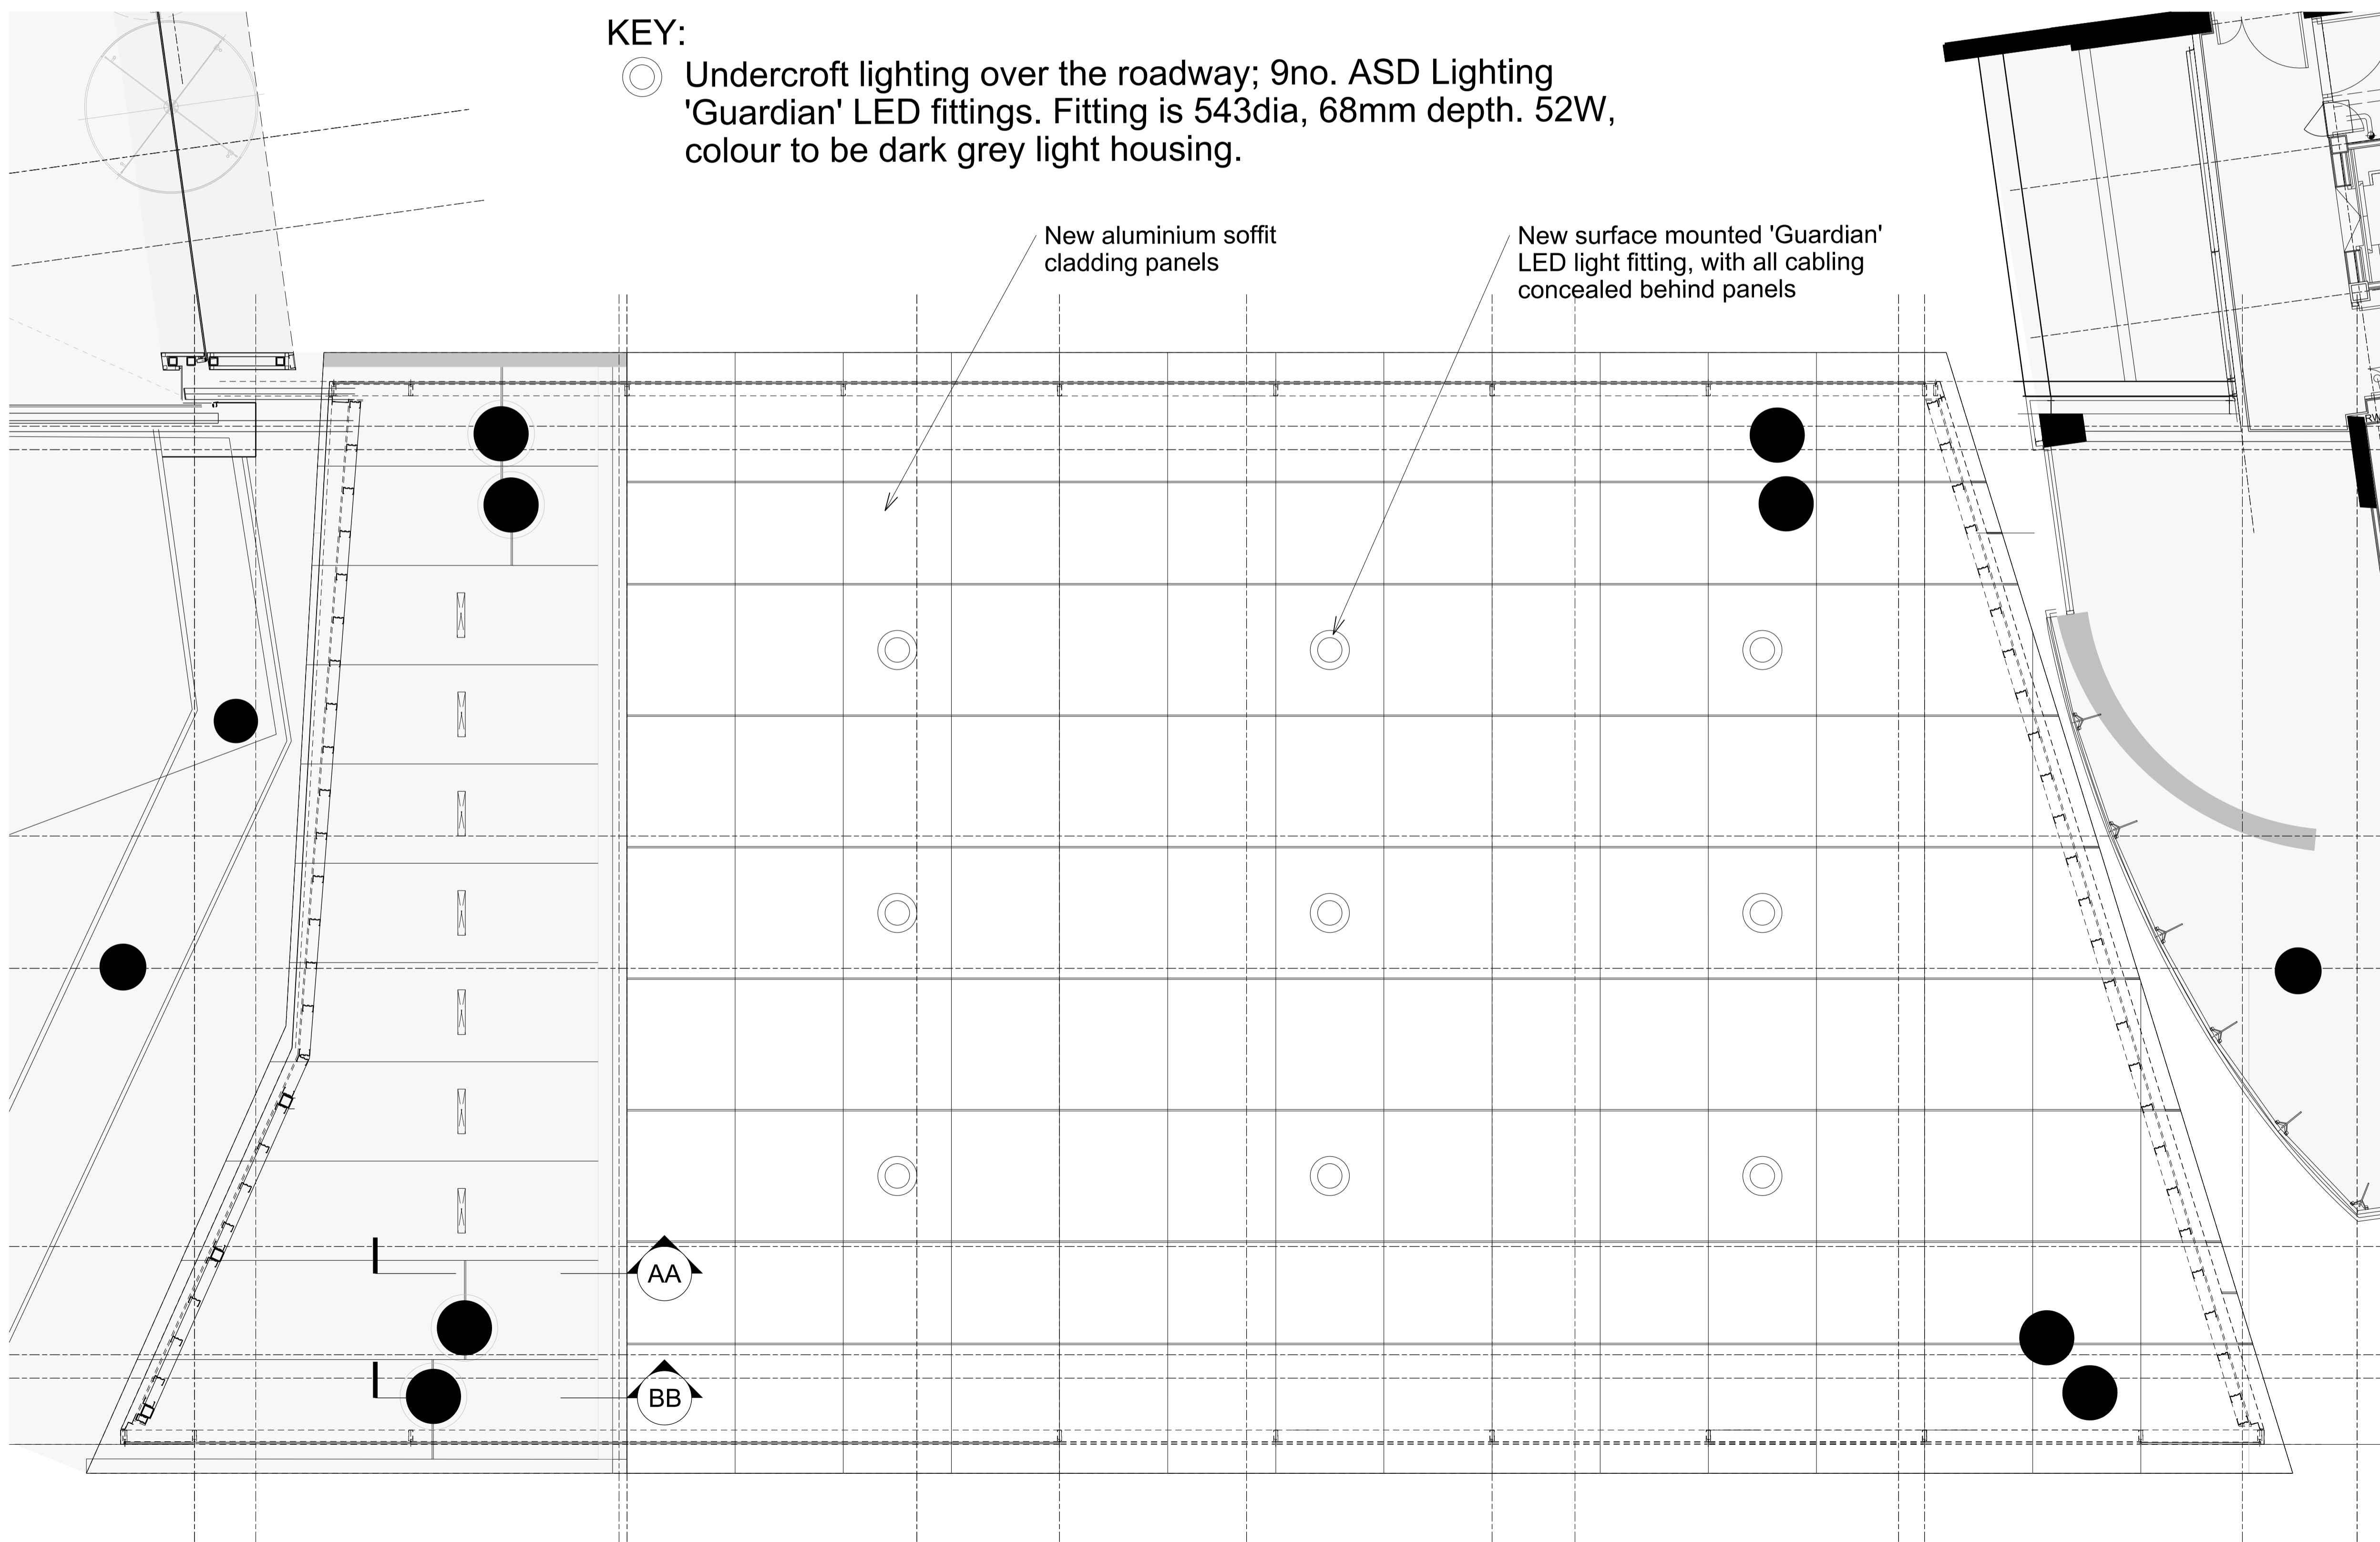 KEY:
Undercroft lighting over the roadway; 9no. ASD Lighting
'Guardian' LED fittings. Fitting is 543dia, 68mm depth. 52W,
colour to be dark grey light housing.
New aluminium soffit
cladding panels
New surface mounted 'Guardian'
LED light fitting, with all cabling
concealed behind panels
AA
BB